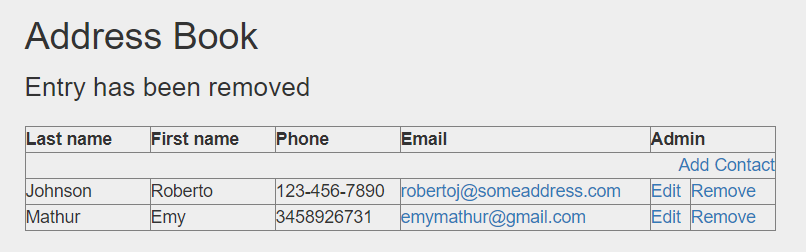 Address Book
Entry has been removed
Last name First name Phone Email Admin
Add Contact
Johnson Roberto 123-456-7890 robertoj@someaddress.com Edit Remove
Mathur Emy 3458926731 emymathur@gmail.com Edit Remove